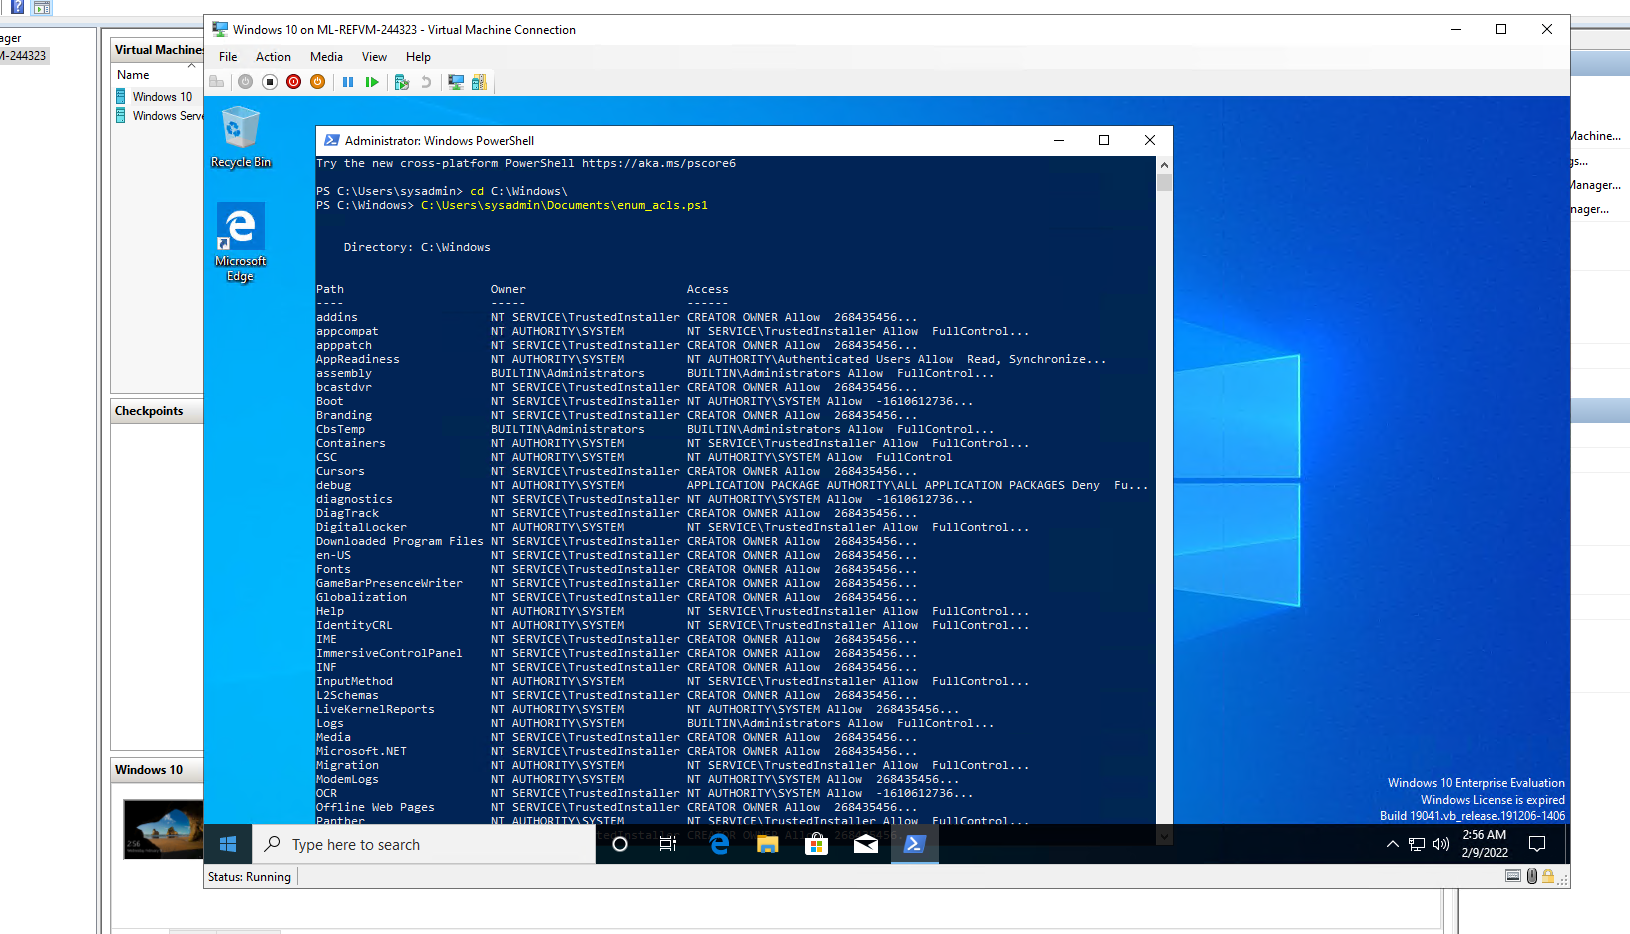 ager
M-244323
Virtual Machines
Name
Windows 10
Windows Serve
Checkpoints
Windows 10
Windows 10 on ML-REFVM-244323 - Virtual Machine Connection
File Action Media View Help
Recycle Bin
Microsoft
Edge
Administrator: Windows PowerShell
Try the new cross-platform PowerShell https://aka.ms/pscore6
PS C:\Users\sysadmin> cd C:\Windows\
PS C:\Windows> C:\Users\sysadmin\Documents\enum_acls.ps1
Directory: C:\Windows
Path Owner Access
---- ----- ------
addins NT SERVICE\TrustedInstaller CREATOR OWNER Allow 268435456...
appcompat NT AUTHORITY\SYSTEM NT SERVICE\TrustedInstaller Allow FullControl...
apppatch NT SERVICE\TrustedInstaller CREATOR OWNER Allow 268435456...
AppReadiness NT AUTHORITY\SYSTEM NT AUTHORITY\Authenticated Users Allow Read, Synchronize...
assembly BUILTIN\Administrators BUILTIN\Administrators Allow FullControl...
bcastdvr NT SERVICE\TrustedInstaller CREATOR OWNER Allow 268435456...
Boot NT SERVICE\TrustedInstaller NT AUTHORITY\SYSTEM Allow -1610612736...
Branding NT SERVICE\TrustedInstaller CREATOR OWNER Allow 268435456...
CbsTemp BUILTIN\Administrators BUILTIN\Administrators Allow FullControl...
Containers NT AUTHORITY\SYSTEM NT SERVICE\TrustedInstaller Allow FullControl...
CSC NT AUTHORITY\SYSTEM NT AUTHORITY\SYSTEM Allow FullControl
Cursors NT SERVICE\TrustedInstaller CREATOR OWNER Allow 268435456...
debug NT AUTHORITY\SYSTEM APPLICATION PACKAGE AUTHORITY\ALL APPLICATION PACKAGES Deny Fu...
diagnostics NT SERVICE\TrustedInstaller NT AUTHORITY\SYSTEM Allow -1610612736...
DiagTrack NT SERVICE\TrustedInstaller CREATOR OWNER Allow 268435456...
DigitalLocker NT AUTHORITY\SYSTEM NT SERVICE\TrustedInstaller Allow FullControl...
Downloaded Program Files NT SERVICE\TrustedInstaller CREATOR OWNER Allow 268435456...
en-US NT SERVICE\TrustedInstaller CREATOR OWNER Allow 268435456...
Fonts NT SERVICE\TrustedInstaller CREATOR OWNER Allow 268435456...
GameBarPresenceWriter NT SERVICE\TrustedInstaller CREATOR OWNER Allow 268435456...
Globalization NT SERVICE\TrustedInstaller CREATOR OWNER Allow 268435456...
Help NT AUTHORITY\SYSTEM NT SERVICE\TrustedInstaller Allow FullControl...
IdentityCRL NT AUTHORITY\SYSTEM NT SERVICE\TrustedInstaller Allow FullControl...
IME NT SERVICE\TrustedInstaller CREATOR OWNER Allow 268435456...
ImmersiveControlPanel NT SERVICE\TrustedInstaller CREATOR OWNER Allow 268435456...
INF NT SERVICE\TrustedInstaller CREATOR OWNER Allow 268435456...
InputMethod NT AUTHORITY\SYSTEM NT SERVICE\TrustedInstaller Allow FullControl...
L2Schemas NT SERVICE\TrustedInstaller CREATOR OWNER Allow 268435456...
LiveKernelReports NT AUTHORITY\SYSTEM NT AUTHORITY\SYSTEM Allow 268435456...
Logs NT AUTHORITY\SYSTEM BUILTIN\Administrators Allow FullControl...
Media NT SERVICE\TrustedInstaller CREATOR OWNER Allow 268435456...
Microsoft.NET NT SERVICE\TrustedInstaller CREATOR OWNER Allow 268435456...
Migration NT AUTHORITY\SYSTEM NT SERVICE\TrustedInstaller Allow FullControl...
ModemLogs NT AUTHORITY\SYSTEM NT AUTHORITY\SYSTEM Allow 268435456...
OCR NT SERVICE\TrustedInstaller NT AUTHORITY\SYSTEM Allow -1610612736...
Offline Web Pages NT SERVICE\TrustedInstaller CREATOR OWNER Allow 268435456...
Panther NT AUTHORITY\SYSTEM NT SERVICE\TrustedInstaller Allow FullControl...
stedInstaller CREATOR OWNER Allow 268435456...
Windows 10 Enterprise Evaluation
Windows License is expired
Build 19041.vb_release.191206-1406
Type here to search
2:56 AM
2/9/2022
Status: Running
Machine...
gs...
Manager...
nager...